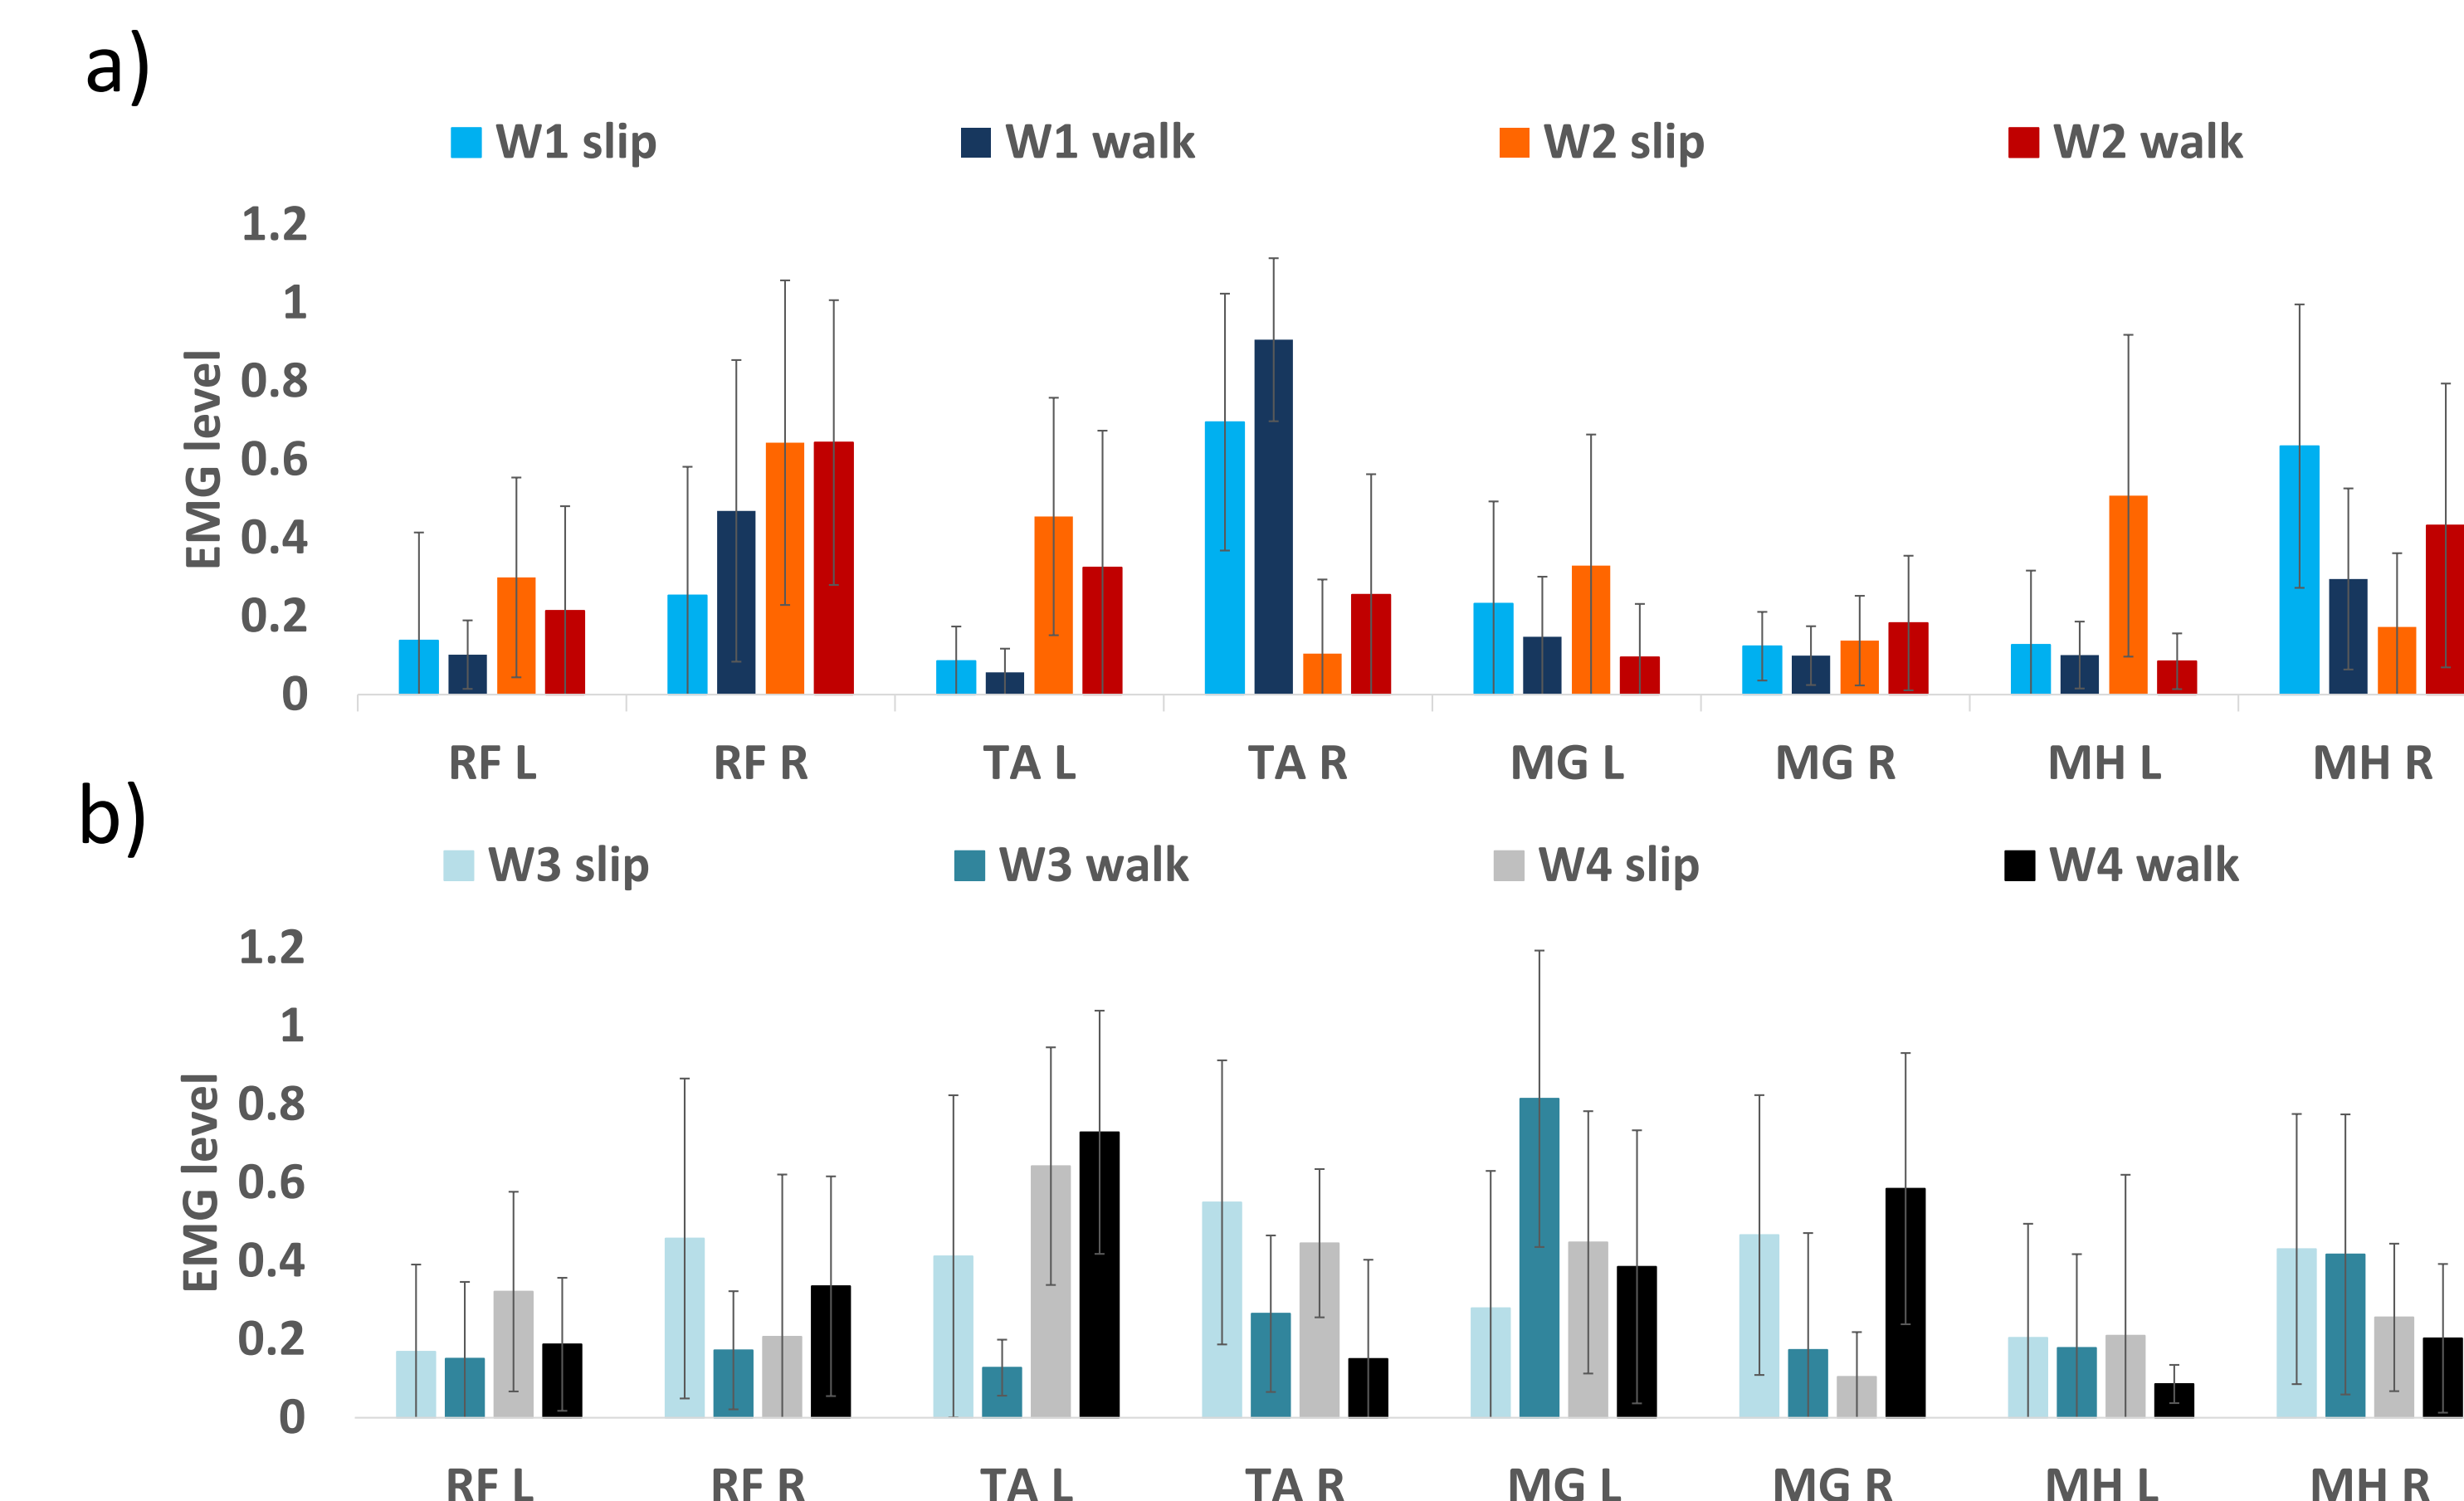 a)
W1 slip W1 walk W2 slip W2 walk
1.2
1
0.8
0.6
0.4
0.2
0
EMG level
RF L RF R TA L TA R MG L MG R MH L MH R
b)
W3 slip W3 walk W4 slip W4 walk
1.2
1
0.8
0.6
0.4
0.2
0
EMG level
RF L RF R TA L TA R MG L MG R MH L MH R